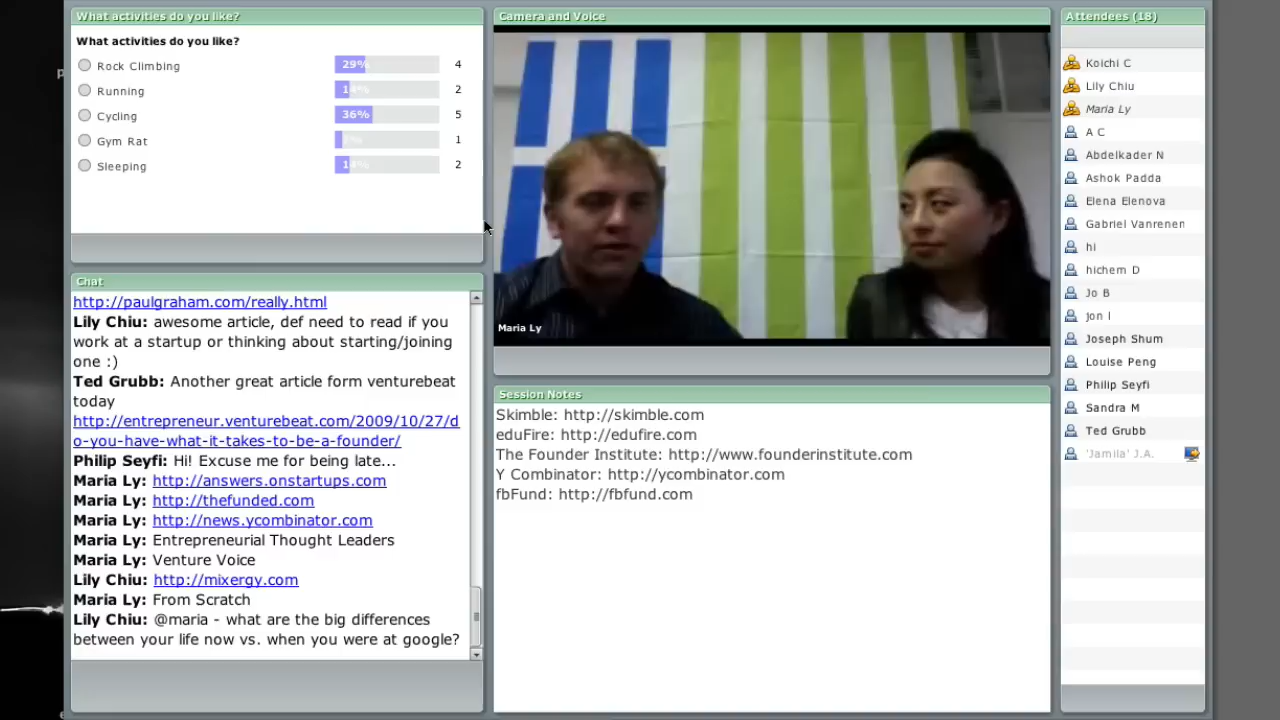 What activities do you like?
What activities do you like?
Rock Climbing 29% 4
Running 14% 2
Cycling 36% 5
Gym Rat 1
Sleeping 14% 2
Chat
http://paulgraham.com/really.html
Lily Chiu: awesome article, def need to read if you
work at a startup or thinking about starting/joining
one :)
Ted Grubb: Another great article form venturebeat
today
http://entrepreneur.venturebeat.com/2009/10/27/d
o-you-have-what-it-takes-to-be-a-founder/
Philip Seyfi: Hi! Excuse me for being late...
Maria Ly: http://answers.onstartups.com
Maria Ly: http://thefunded.com
Maria Ly: http://news.ycombinator.com
Maria Ly: Entrepreneurial Thought Leaders
Maria Ly: Venture Voice
Lily Chiu: http://mixergy.com
Maria Ly: From Scratch
Lily Chiu: @maria - what are the big differences
between your life now vs. when you were at google?
Camera and Voice
Maria Ly
Session Notes
Skimble: http://skimble.com
eduFire: http://edufire.com
The Founder Institute: http://www.founderinstitute.com
Y Combinator: http://ycombinator.com
fbFund: http://fbfund.com
Attendees (18)
Koichi C
Lily Chiu
Maria Ly
A C
Abdelkader N
Ashok Padda
Elena Elenova
Gabriel Vanrenen
hi
hichem D
Jo B
jon l
Joseph Shum
Louise Peng
Philip Seyfi
Sandra M
Ted Grubb
'Jamila' J.A.